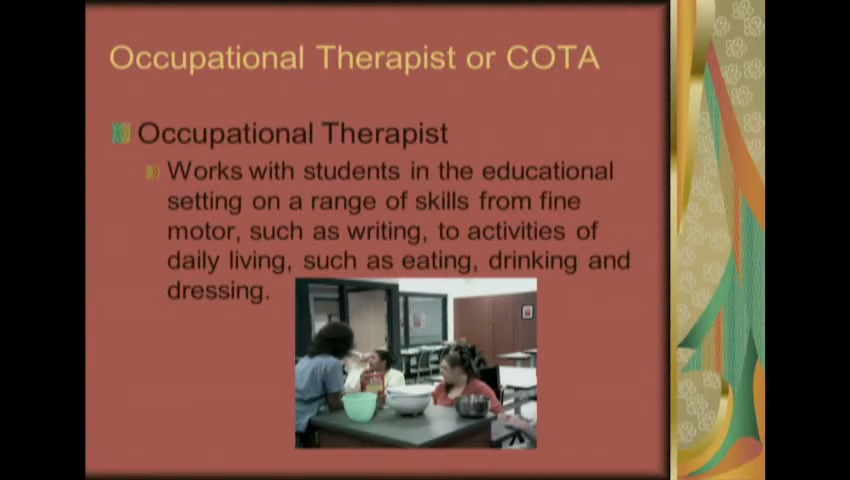 Occupational Therapist or COTA
Occupational Therapist
Works with students in the educational
setting on a range of skills from fine
motor, such as writing, to activities of
daily living, such as eating, drinking and
dressing.